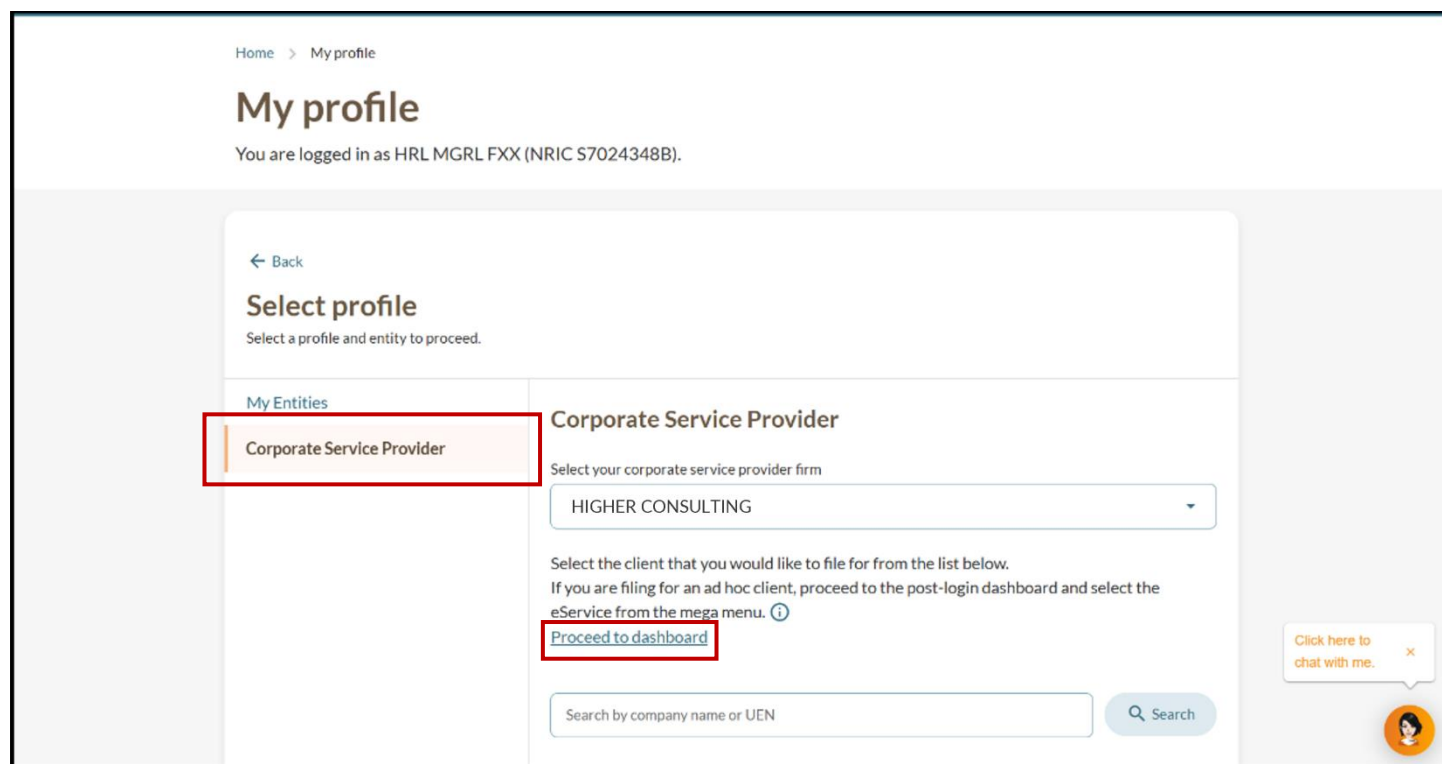 Home > My profile
My profile
You are logged in as HRL MGRL FXX (NRIC S7024348B).
← Back
Select profile
Select a profile and entity to proceed.
My Entities
Corporate Service Provider
Corporate Service Provider
Select your corporate service provider firm
HIGHER CONSULTING
Select the client that you would like to file for from the list below.
If you are filing for an ad hoc client, proceed to the post-login dashboard and select the
eService from the mega menu.
Proceed to dashboard
Search by company name or UEN
Search
Click here to
chat with me.
×